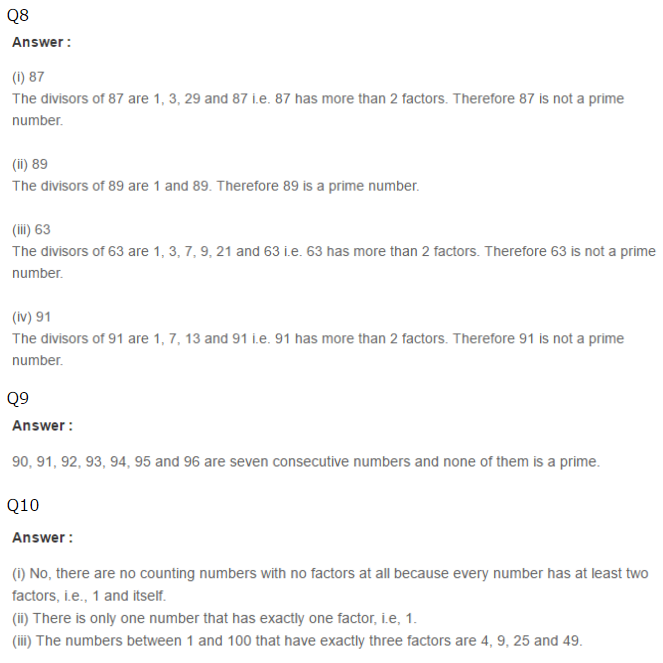 Q8
Answer :
(i) 87
The divisors of 87 are 1, 3, 29 and 87 i.e. 87 has more than 2 factors. Therefore 87 is not a prime
number.
(ii) 89
The divisors of 89 are 1 and 89. Therefore 89 is a prime number.
(iii) 63
The divisors of 63 are 1, 3, 7, 9, 21 and 63 i.e. 63 has more than 2 factors. Therefore 63 is not a prime
number.
(iv) 91
The divisors of 91 are 1, 7, 13 and 91 i.e. 91 has more than 2 factors. Therefore 91 is not a prime
number.
Q9
Answer :
90, 91, 92, 93, 94, 95 and 96 are seven consecutive numbers and none of them is a prime.
Q10
Answer :
(i) No, there are no counting numbers with no factors at all because every number has at least two
factors, i.e., 1 and itself.
(ii) There is only one number that has exactly one factor, i.e, 1.
(iii) The numbers between 1 and 100 that have exactly three factors are 4, 9, 25 and 49.